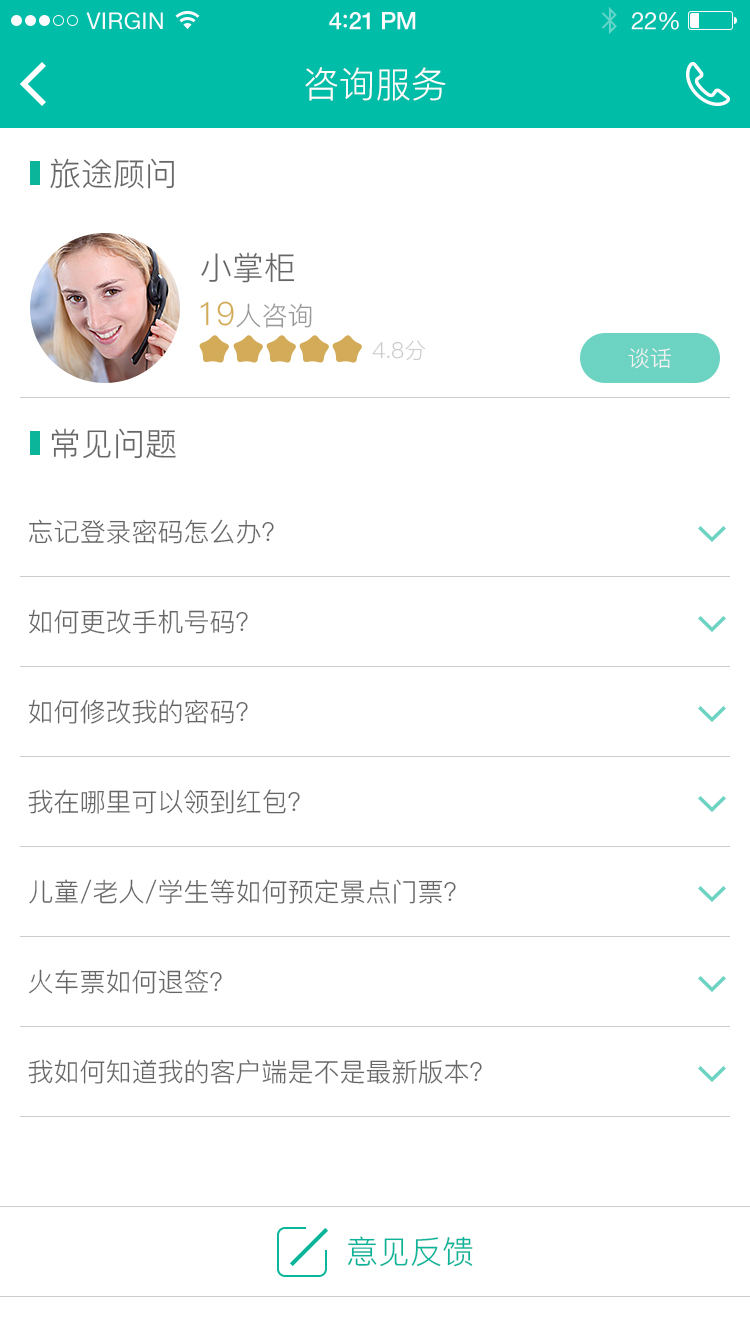 VIRGIN 4:21 PM 22%
咨询服务
旅途顾问
小掌柜
19人咨询
4.8分
谈话
常见问题
忘记登录密码怎么办?
如何更改手机号码?
如何修改我的密码?
我在哪里可以领到红包?
儿童/老人/学生等如何预定景点门票?
火车票如何退签?
我如何知道我的客户端是不是最新版本?
意见反馈